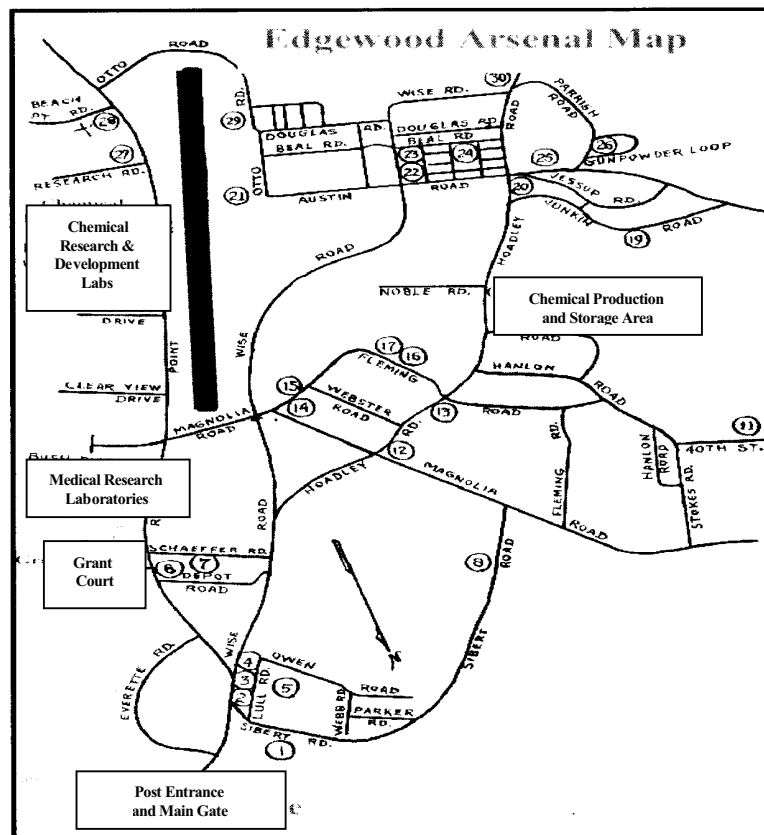 Edgewood Arsenal Map
OTTO
ROAD
BEACH
PT RD.
28
27
RESEARCH RD.
29
RD.
OTTO
21
DOUGLAS
RD.
BEAL RD.
AUSTIN
ROAD
WISE RD.
30
ROAD
DOUGLAS RD
BEAL RD
23
24
22
PARRISH
ROAD
25
26
GUNPOWDER LOOP
20
JESSUP
RD.
JUNKIN
ROAD
19
HOADLEY
Chemical
Research &
Development
Labs
DRIVE
POINT
WISE
ROAD
NOBLE RD.
Chemical Production
and Storage Area
ROAD
HANLON
ROAD
17
16
FLEMING
15
14
WEBSTER
ROAD
CLEAR VIEW
DRIVE
MAGNOLIA
ROAD
13
ROAD
RD.
12
HOADLEY
MAGNOLIA
ROAD
FLEMING
RD.
HANLON
ROAD
11
40TH ST.
STOKES RD.
Medical Research
Laboratories
ROAD
SCHAEFFER RD.
Grant
Court
6
7
DEPOT
ROAD
8
ROAD
SIBERT
N
EVERETTE RD.
WISE
4
3
2
LULL RD.
OWEN
ROAD
5
WEBB RD.
PARKER
RD.
SIBERT RD.
1
Post Entrance
and Main Gate
e